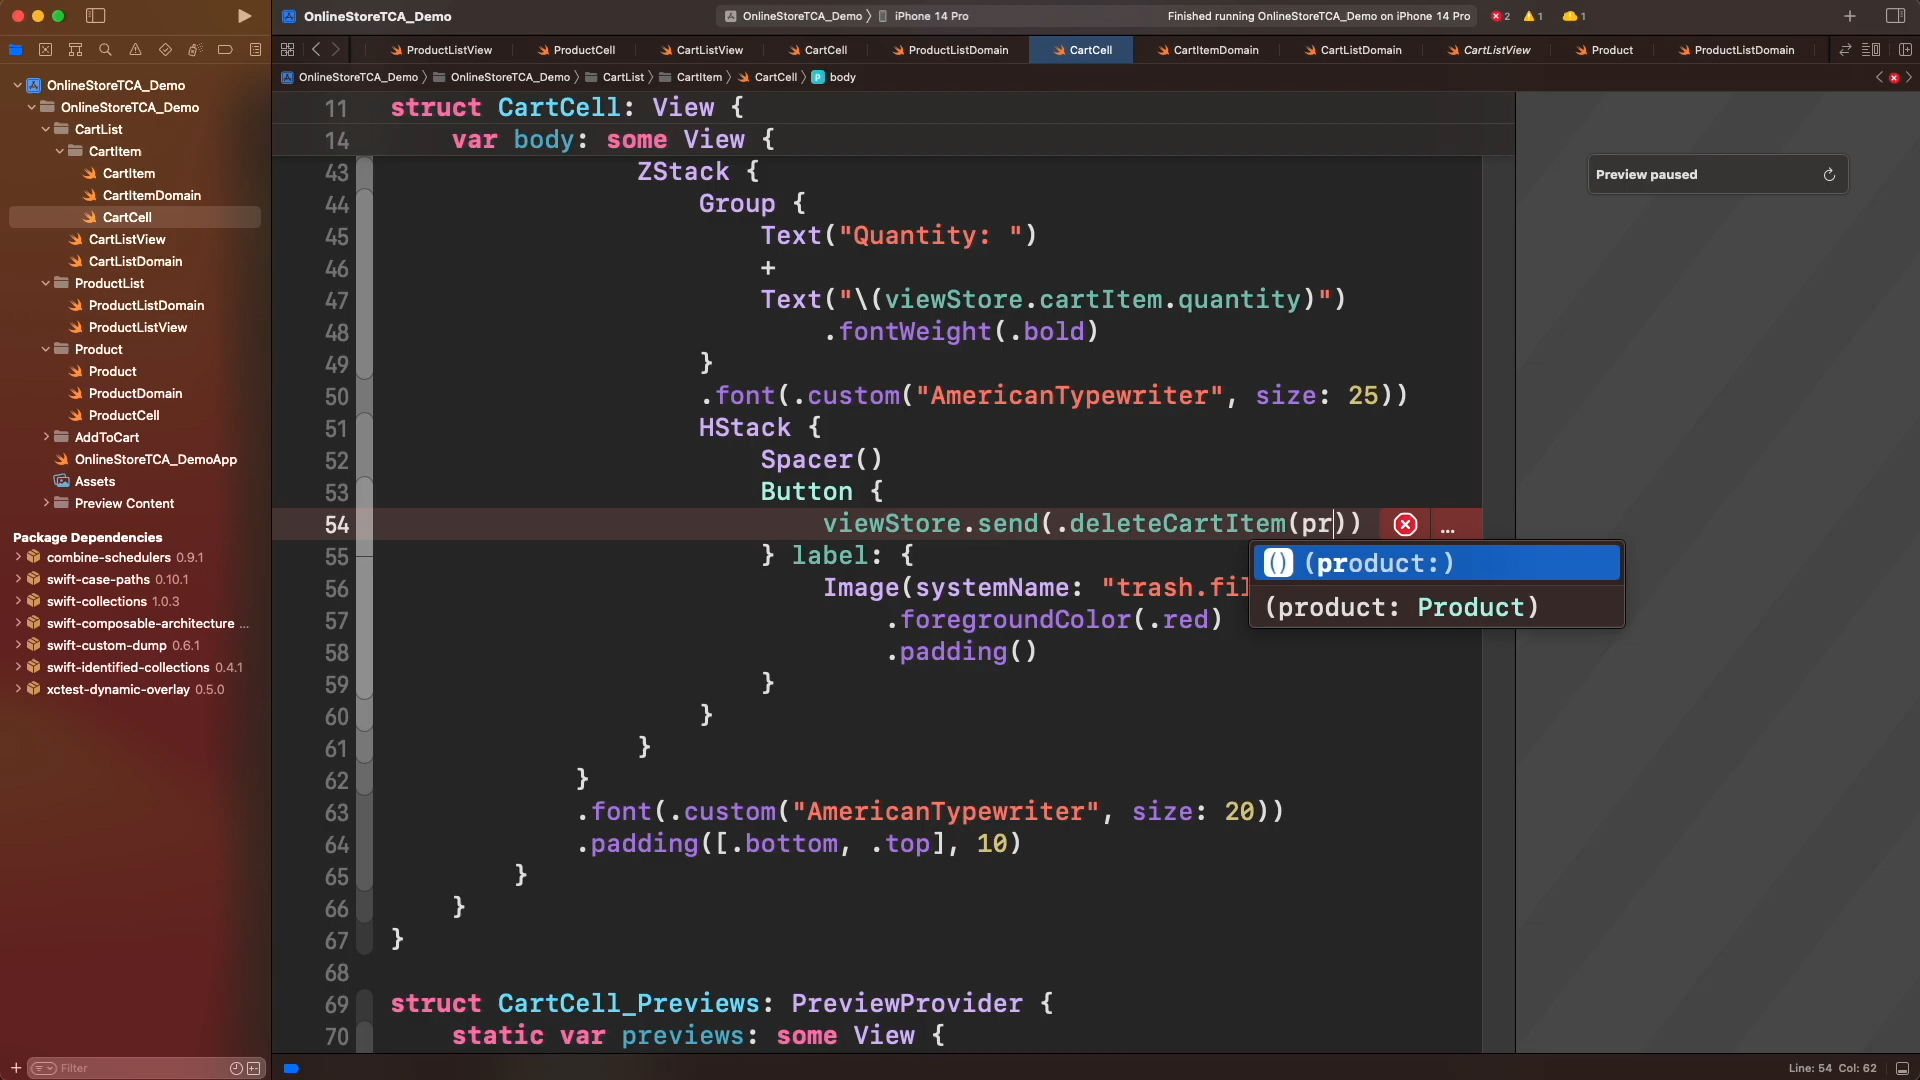 OnlineStoreTCA_Demo
OnlineStoreTCA_Demo
iPhone 14 Pro
Finished running OnlineStoreTCA_Demo on iPhone 14 Pro
2
1
1
ProductListView
ProductCell
CartListView
CartCell
ProductListDomain
CartCell
CartItemDomain
CartListDomain
CartListView
Product
ProductListDomain
OnlineStoreTCA_Demo
OnlineStoreTCA_Demo
CartList
CartItem
CartCell
P body
OnlineStoreTCA_Demo
OnlineStoreTCA_Demo
CartList
CartItem
CartItem
CartItemDomain
CartCell
CartListView
CartListDomain
ProductList
ProductListDomain
ProductListView
Product
Product
ProductDomain
ProductCell
AddToCart
OnlineStoreTCA_DemoApp
Assets
Preview Content
Package Dependencies
combine-schedulers 0.9.1
swift-case-paths 0.10.1
swift-collections 1.0.3
swift-composable-architecture ...
swift-custom-dump 0.6.1
swift-identified-collections 0.4.1
xctest-dynamic-overlay 0.5.0
Filter
11 struct CartCell: View {
14 var body: some View {
43 ZStack {
44 Group {
45 Text("Quantity: ")
46 +
47 Text("\(viewStore.cartItem.quantity)")
48 .fontWeight(.bold)
49 }
50 .font(.custom("AmericanTypewriter", size: 25))
51 HStack {
52 Spacer()
53 Button {
54 viewStore.send(.deleteCartItem(pr)) ...
55 } label: {
56 Image(systemName: "trash.fil
57 .foregroundColor(.red)
58 .padding()
59 }
60 }
61 }
62 }
63 .font(.custom("AmericanTypewriter", size: 20))
64 .padding([.bottom, .top], 10)
65 }
66 }
67 }
68
69 struct CartCell_Previews: PreviewProvider {
70 static var previews: some View {
() (product:)
(product: Product)
Preview paused
Line: 54 Col: 62